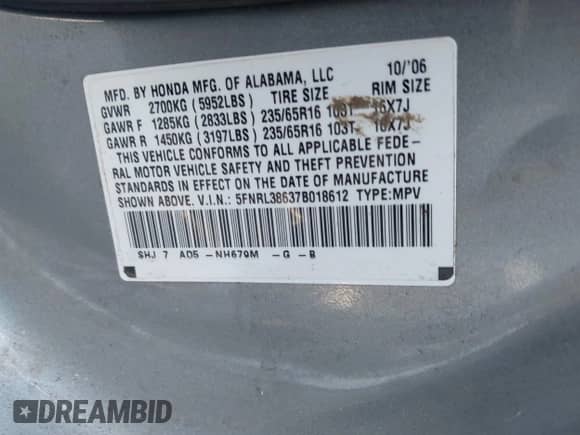 MFD. BY HONDA MFG. OF ALABAMA, LLC 10/'06
GVWR 2700KG (5952LBS) TIRE SIZE RIM SIZE
GAWR F 1285KG (2833LBS) 235/65R16 103T 16X7J
GAWR R 1450KG (3197LBS) 235/65R16 103T 16X7J
THIS VEHICLE CONFORMS TO ALL APPLICABLE FEDE-
RAL MOTOR VEHICLE SAFETY AND THEFT PREVENTION
STANDARDS IN EFFECT ON THE DATE OF MANUFACTURE
SHOWN ABOVE. V.I.N.: 5FNRL38637B018612 TYPE:MPV
SHJ 7 AD5 -NH679M -G -B
DREAMBID